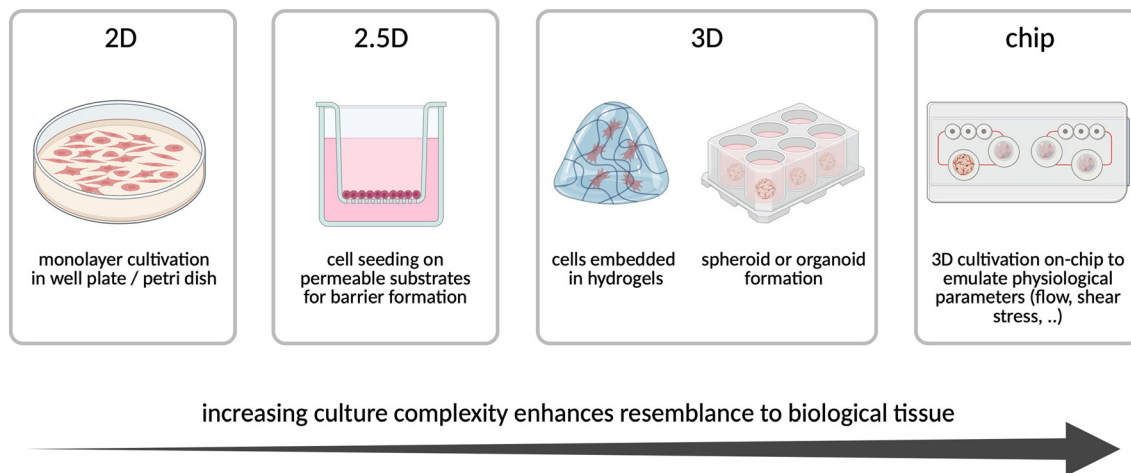 2D
monolayer cultivation
in well plate / petri dish
2.5D
cell seeding on
permeable substrates
for barrier formation
3D
cells embedded
in hydrogels
spheroid or organoid
formation
chip
3D cultivation on-chip to
emulate physiological
parameters (flow, shear
stress, ..)
increasing culture complexity enhances resemblance to biological tissue